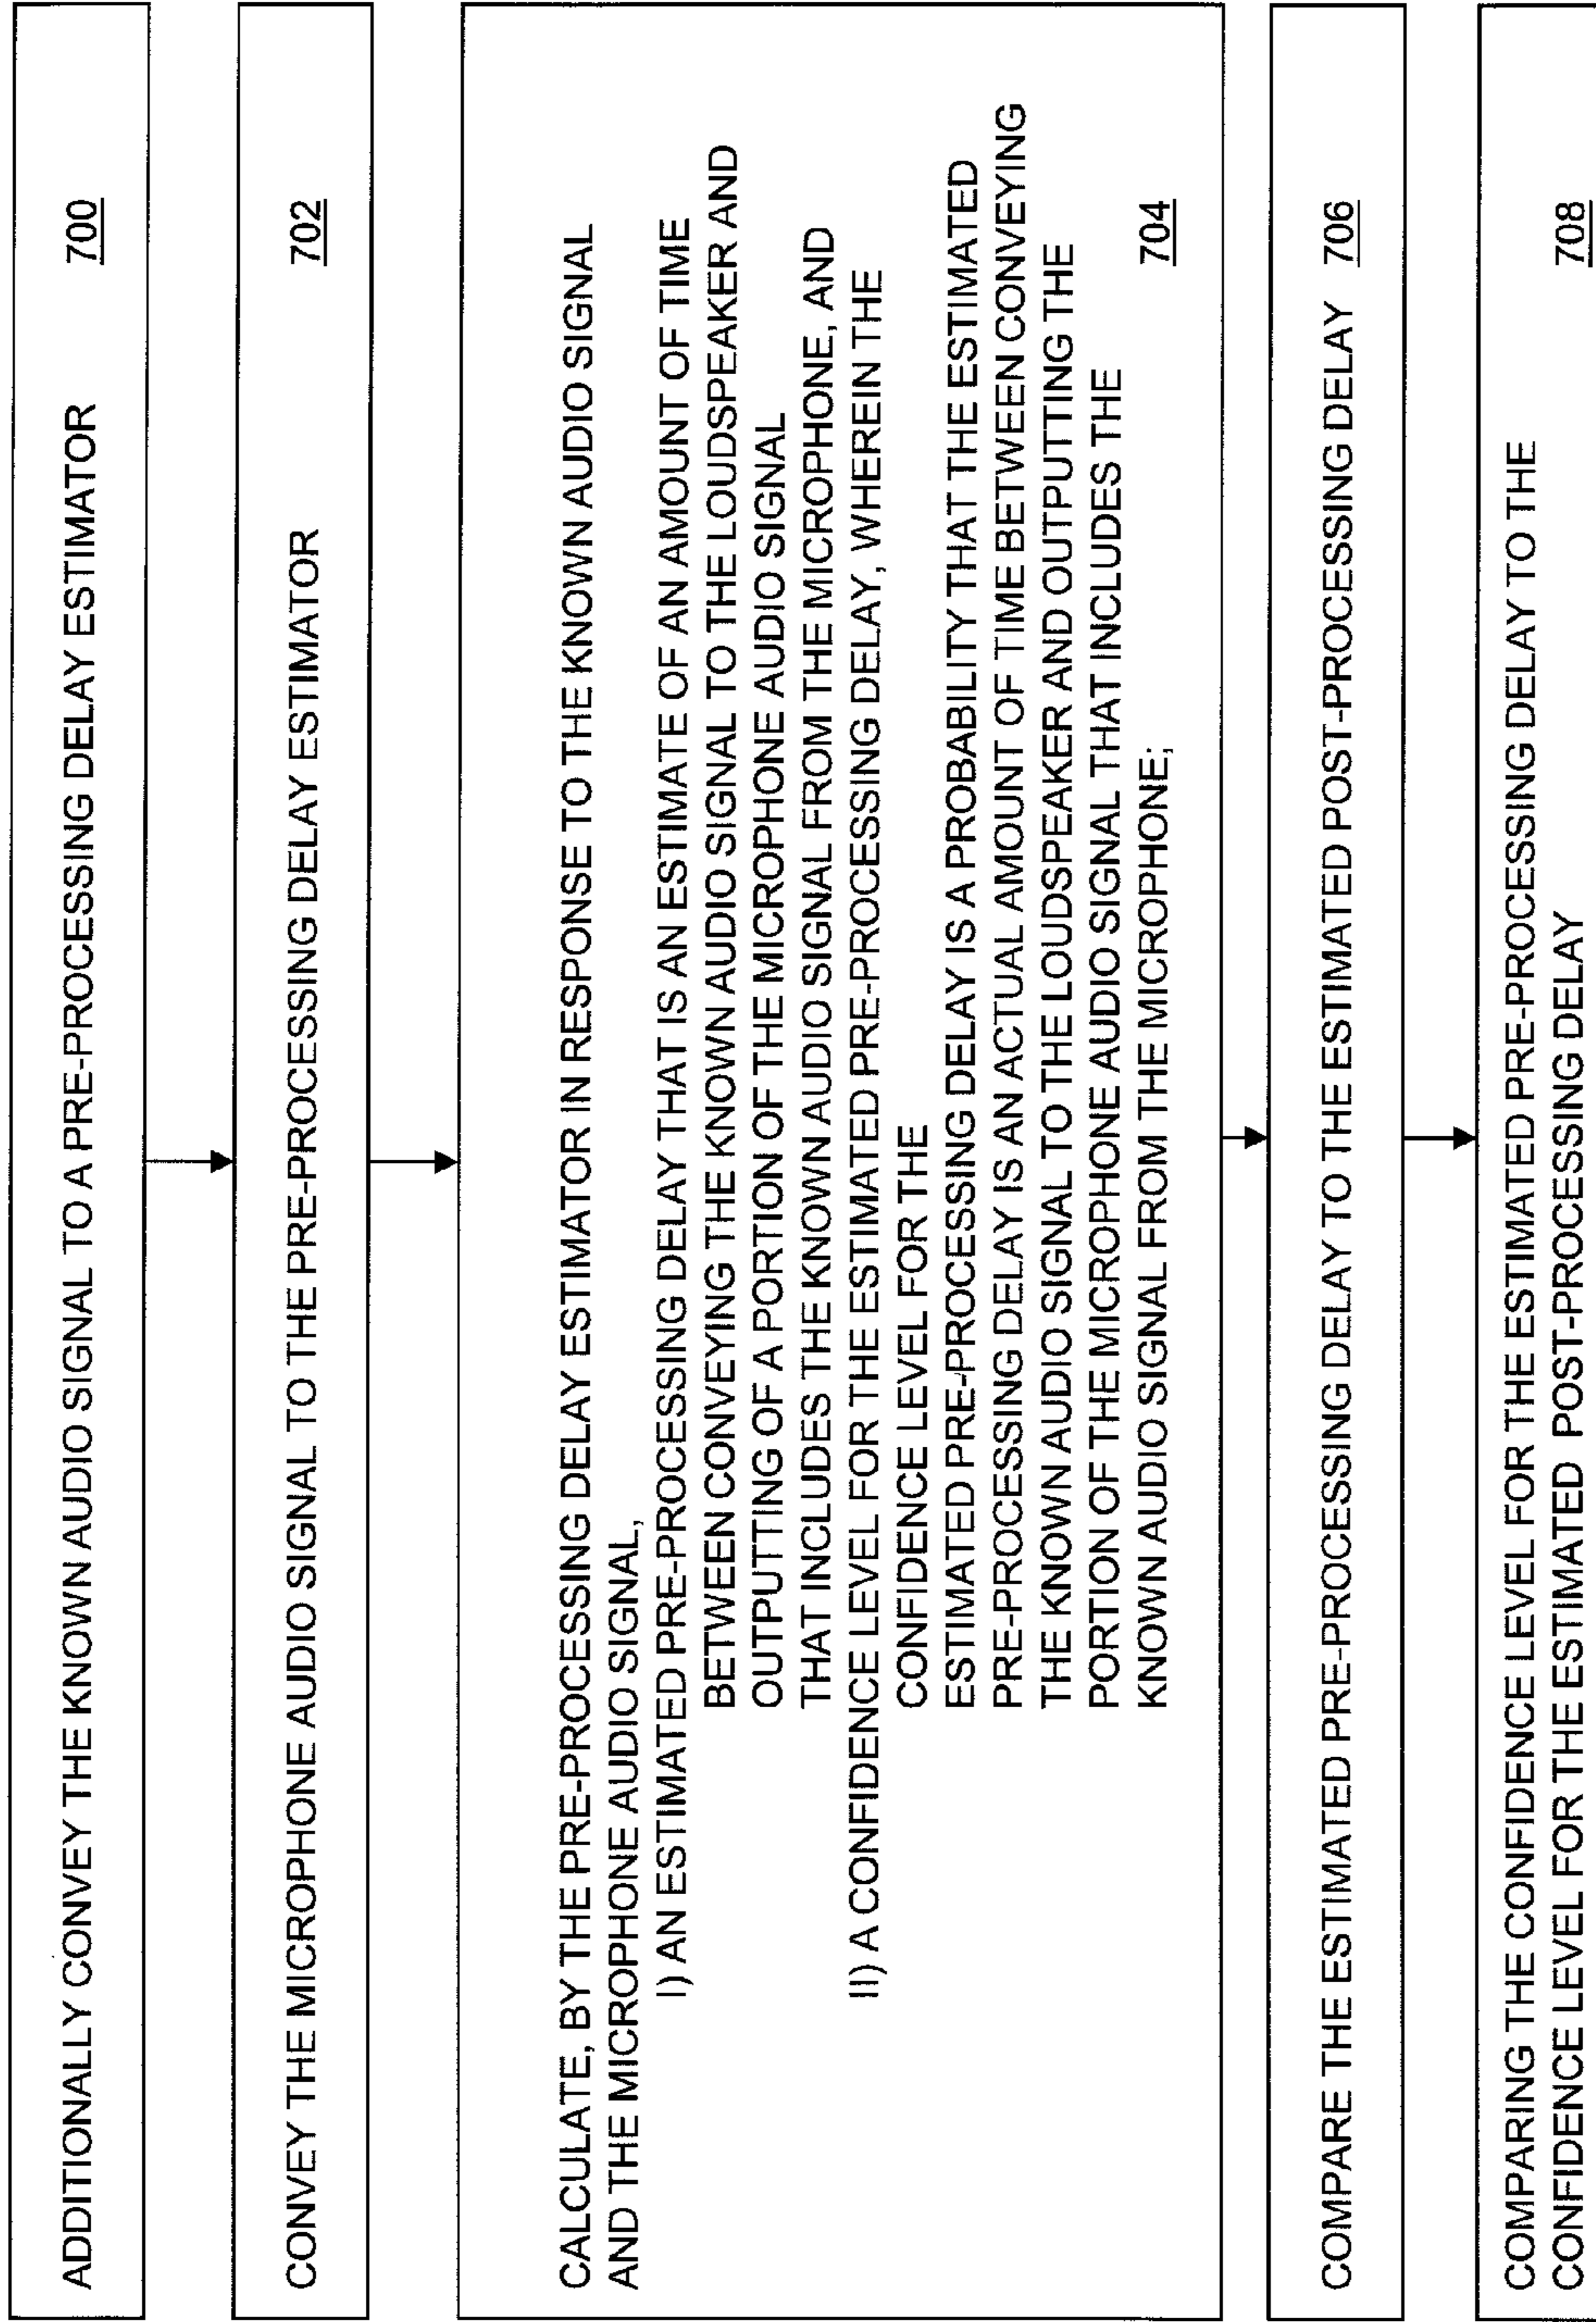 ADDITIONALLY CONVEY THE KNOWN AUDIO SIGNAL TO A PRE-PROCESSING DELAY ESTIMATOR 700
CONVEY THE MICROPHONE AUDIO SIGNAL TO THE PRE-PROCESSING DELAY ESTIMATOR 702
CALCULATE, BY THE PRE-PROCESSING DELAY ESTIMATOR IN RESPONSE TO THE KNOWN AUDIO SIGNAL
AND THE MICROPHONE AUDIO SIGNAL,
I) AN ESTIMATED PRE-PROCESSING DELAY THAT IS AN ESTIMATE OF AN AMOUNT OF TIME
BETWEEN CONVEYING THE KNOWN AUDIO SIGNAL TO THE LOUDSPEAKER AND
OUTPUTTING OF A PORTION OF THE MICROPHONE AUDIO SIGNAL
THAT INCLUDES THE KNOWN AUDIO SIGNAL FROM THE MICROPHONE, AND
II) A CONFIDENCE LEVEL FOR THE ESTIMATED PRE-PROCESSING DELAY, WHEREIN THE
CONFIDENCE LEVEL FOR THE
ESTIMATED PRE-PROCESSING DELAY IS A PROBABILITY THAT THE ESTIMATED
PRE-PROCESSING DELAY IS AN ACTUAL AMOUNT OF TIME BETWEEN CONVEYING
THE KNOWN AUDIO SIGNAL TO THE LOUDSPEAKER AND OUTPUTTING THE
PORTION OF THE MICROPHONE AUDIO SIGNAL THAT INCLUDES THE
KNOWN AUDIO SIGNAL FROM THE MICROPHONE; 704
COMPARE THE ESTIMATED PRE-PROCESSING DELAY TO THE ESTIMATED POST-PROCESSING DELAY 706
COMPARING THE CONFIDENCE LEVEL FOR THE ESTIMATED PRE-PROCESSING DELAY TO THE
CONFIDENCE LEVEL FOR THE ESTIMATED POST-PROCESSING DELAY 708